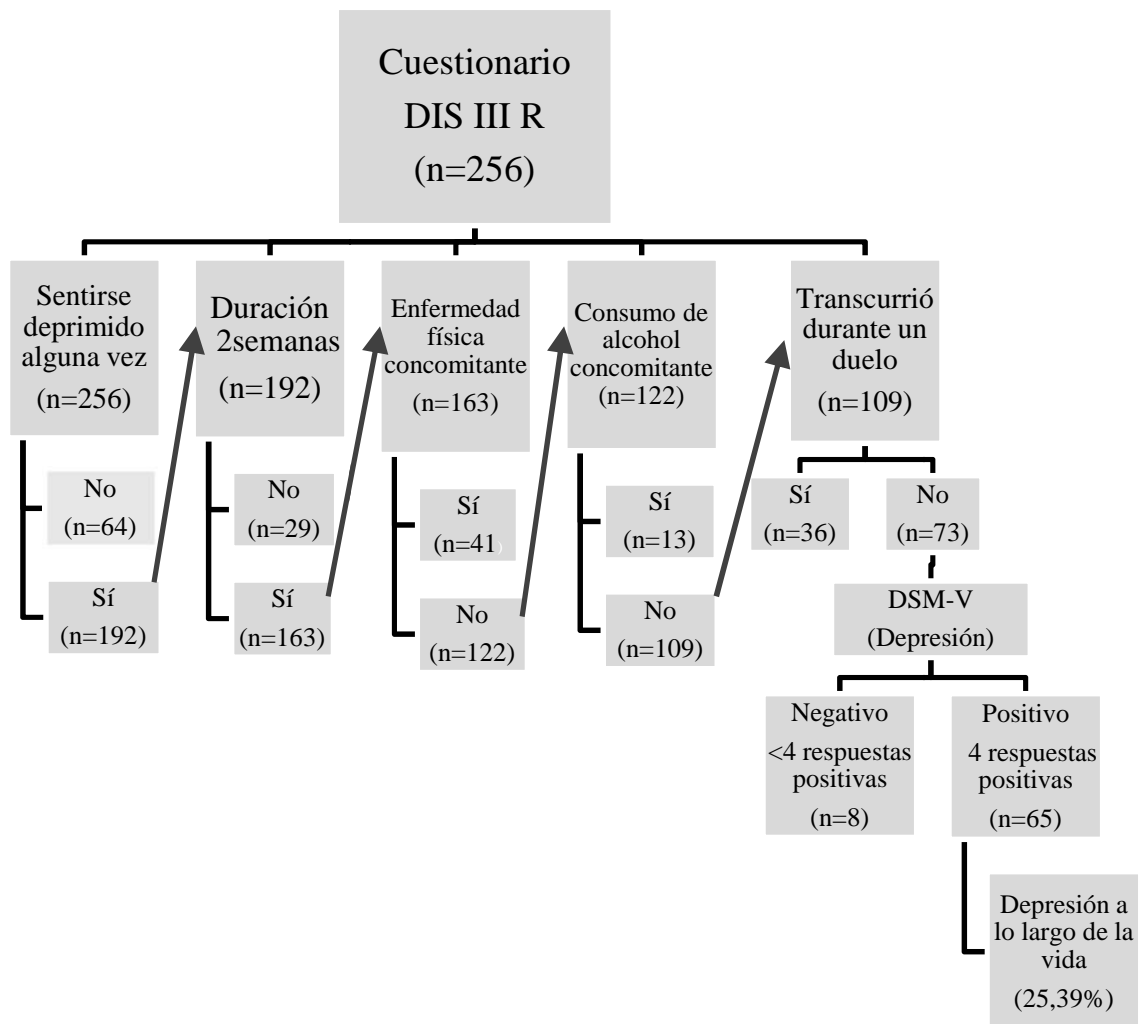 Cuestionario
DIS III R
(n=256)
Sentirse
deprimido
alguna vez
(n=256)
No
(n=64)
Sí
(n=192)
Duración
2semanas
(n=192)
No
(n=29)
Sí
(n=163)
Enfermedad
física
concomitante
(n=163)
Sí
(n=41)
No
(n=122)
Consumo de
alcohol
concomitante
(n=122)
Sí
(n=13)
No
(n=109)
Transcurrió
durante un
duelo
(n=109)
Sí
(n=36)
No
(n=73)
DSM-V
(Depresión)
Negativo
<4 respuestas
positivas
(n=8)
Positivo
4 respuestas
positivas
(n=65)
Depresión a
lo largo de la
vida
(25,39%)